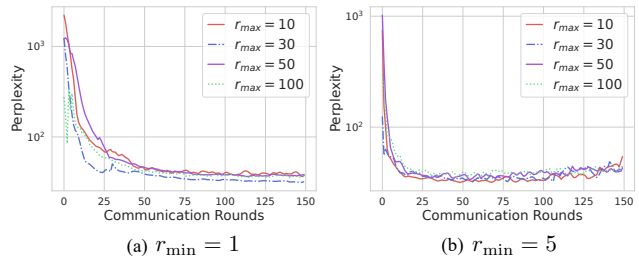 Perplexity
10³
10²
r_max = 10
r_max = 30
r_max = 50
r_max = 100
0 25 50 75 100 125 150
Communication Rounds
(a) r_min = 1
Perplexity
10³
10²
r_max = 10
r_max = 30
r_max = 50
r_max = 100
0 25 50 75 100 125 150
Communication Rounds
(b) r_min = 5